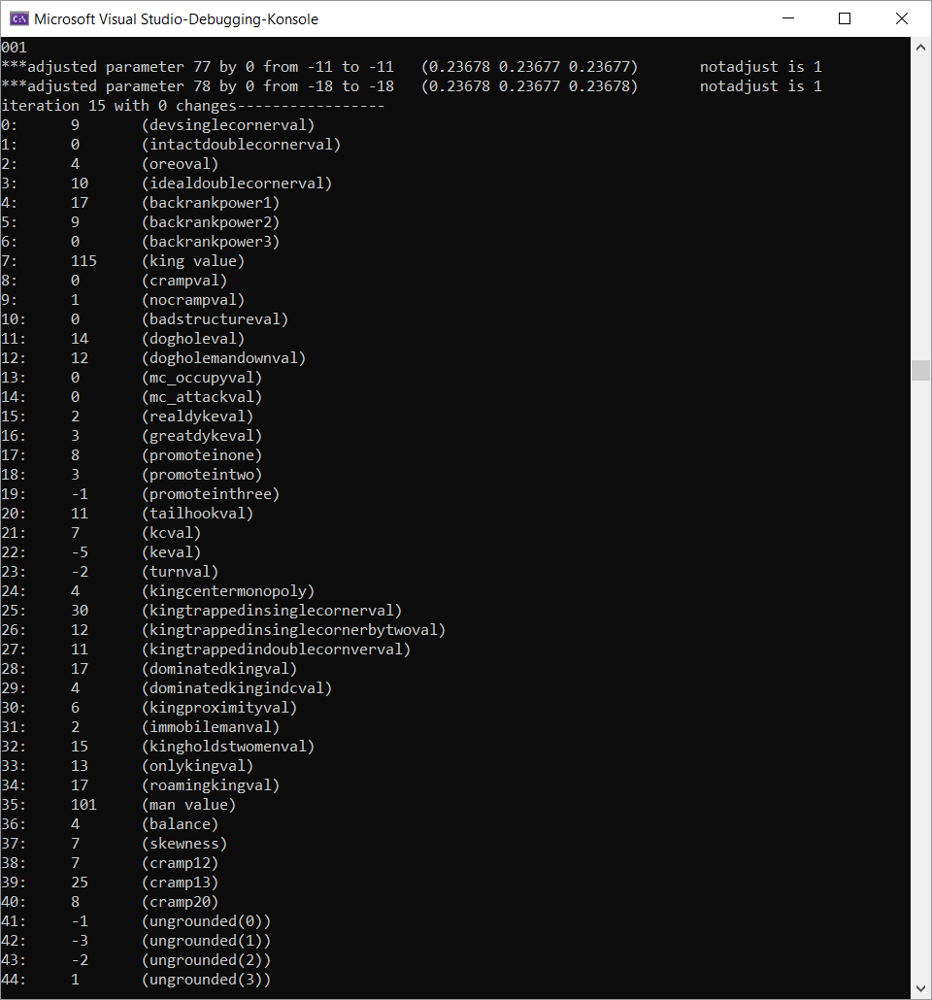 Microsoft Visual Studio-Debugging-Konsole
001
***adjusted parameter 77 by 0 from -11 to -11   (0.23678 0.23677 0.23677)        notadjust is 1
***adjusted parameter 78 by 0 from -18 to -18   (0.23678 0.23677 0.23678)        notadjust is 1
iteration 15 with 0 changes-----------------
0:       9        (devsinglecornerval)
1:       0        (intactdoublecornerval)
2:       4        (oreoval)
3:       10       (idealdoublecornerval)
4:       17       (backrankpower1)
5:       9        (backrankpower2)
6:       0        (backrankpower3)
7:       115      (king value)
8:       0        (crampval)
9:       1        (nocrampval)
10:      0        (badstructureval)
11:      14       (dogholeval)
12:      12       (dogholemandownval)
13:      0        (mc_occupyval)
14:      0        (mc_attackval)
15:      2        (realdykeval)
16:      3        (greatdykeval)
17:      8        (promoteinone)
18:      3        (promoteintwo)
19:      -1       (promoteinthree)
20:      11       (tailhookval)
21:      7        (kcval)
22:      -5       (keval)
23:      -2       (turnval)
24:      4        (kingcentermonopoly)
25:      30       (kingtrappedinsinglecornerval)
26:      12       (kingtrappedinsinglecornerbytwoval)
27:      11       (kingtrappedindoublecornverval)
28:      17       (dominatedkingval)
29:      4        (dominatedkingindcval)
30:      6        (kingproximityval)
31:      2        (immobilemanval)
32:      15       (kingholdstwomenval)
33:      13       (onlykingval)
34:      17       (roamingkingval)
35:      101      (man value)
36:      4        (balance)
37:      7        (skewness)
38:      7        (cramp12)
39:      25       (cramp13)
40:      8        (cramp20)
41:      -1       (ungrounded(0))
42:      -3       (ungrounded(1))
43:      -2       (ungrounded(2))
44:      1        (ungrounded(3))